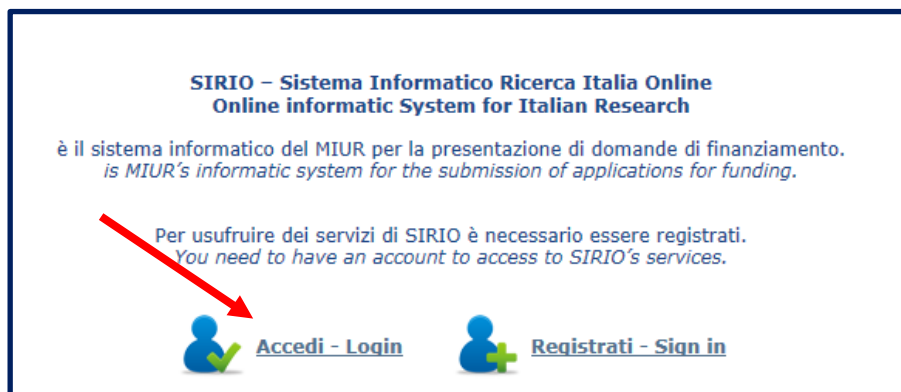 SIRIO – Sistema Informatico Ricerca Italia Online
Online informatic System for Italian Research
è il sistema informatico del MIUR per la presentazione di domande di finanziamento.
is MIUR's informatic system for the submission of applications for funding.
Per usufruire dei servizi di SIRIO è necessario essere registrati.
You need to have an account to access to SIRIO's services.
Accedi - Login Registrati - Sign in